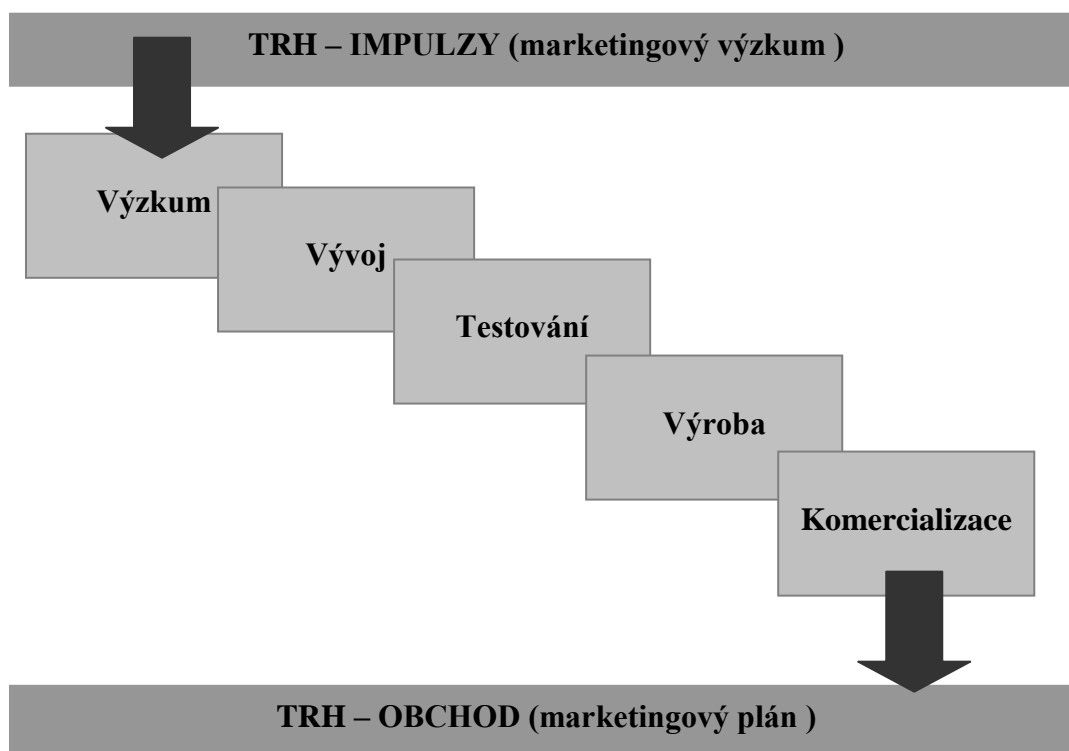 TRH – IMPULZY (marketingový výzkum )
Výzkum
Vývoj
Testování
Výroba
Komercializace
TRH – OBCHOD (marketingový plán )